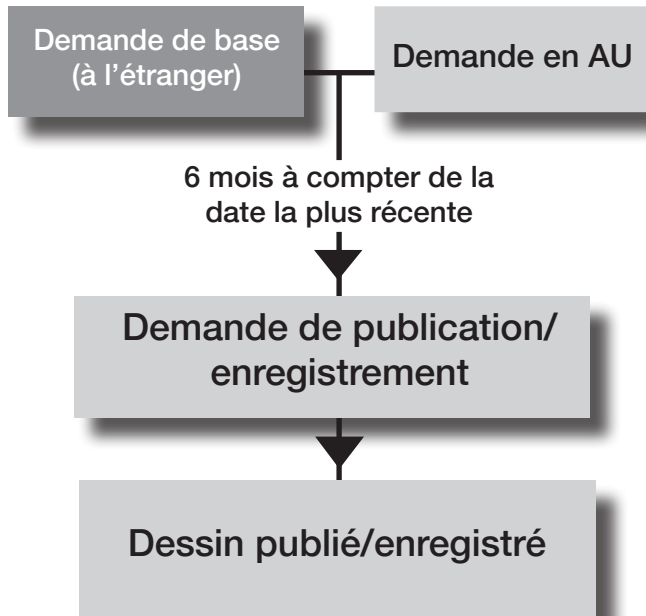 Demande de base
(à l’étranger)
Demande en AU
6 mois à compter de la
date la plus récente
Demande de publication/
enregistrement
Dessin publié/enregistré